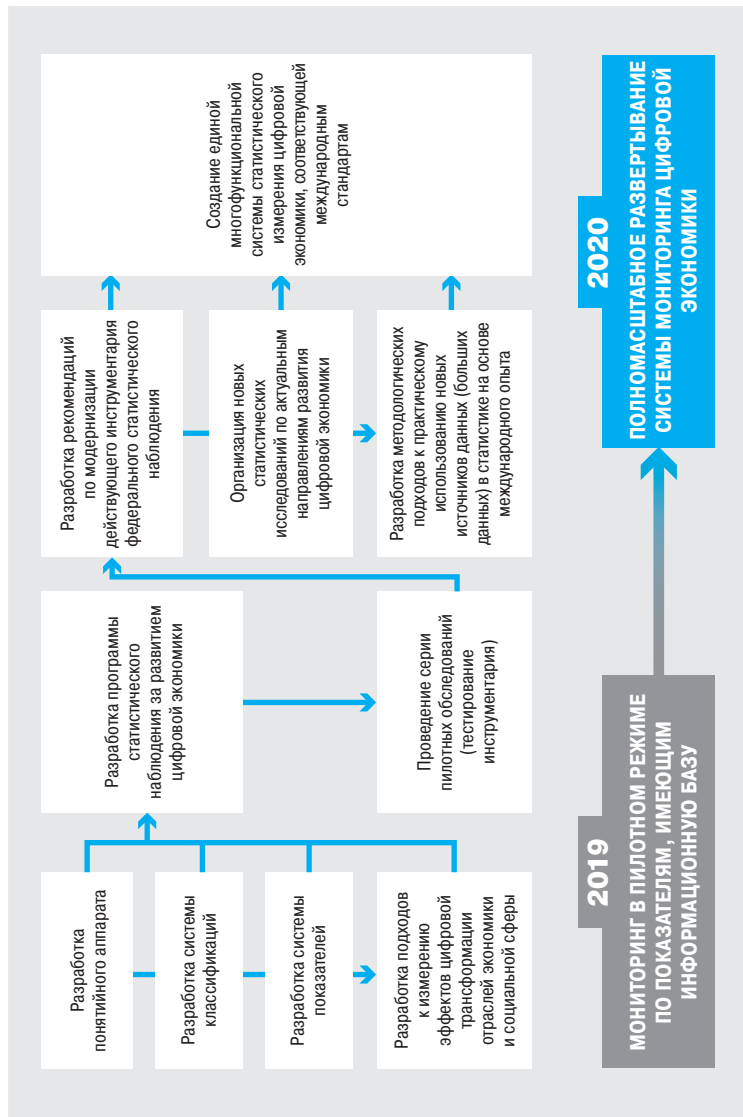 Разработка
понятийного аппарата
Разработка системы
классификаций
Разработка системы
показателей
Разработка подходов
к измерению
эффектов цифровой
трансформации
отраслей экономики
и социальной сферы
Разработка программы
статистического
наблюдения за развитием
цифровой экономики
Проведение серии
пилотных обследований
(тестирование
инструментария)
Разработка рекомендаций
по модернизации
действующего инструментария
федерального статистического
наблюдения
Организация новых
статистических
исследований по актуальным
направлениям развития
цифровой экономики
Разработка методологических
подходов к практическому
использованию новых
источников данных (больших
данных) в статистике на основе
международного опыта
Создание единой
многофункциональной
системы статистического
измерения цифровой
экономики, соответствующей
международным
стандартам
2019
МОНИТОРИНГ В ПИЛОТНОМ РЕЖИМЕ
ПО ПОКАЗАТЕЛЯМ, ИМЕЮЩИМ
ИНФОРМАЦИОННУЮ БАЗУ
2020
ПОЛНОМАСШТАБНОЕ РАЗВЕРТЫВАНИЕ
СИСТЕМЫ МОНИТОРИНГА ЦИФРОВОЙ
ЭКОНОМИКИ